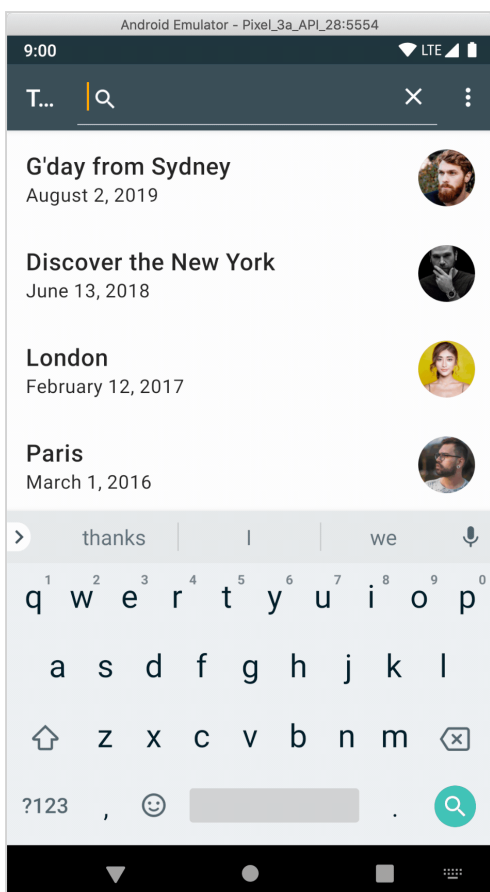 Android Emulator - Pixel_3a_API_28:5554
9:00 LTE
T...
G'day from Sydney
August 2, 2019
Discover the New York
June 13, 2018
London
February 12, 2017
Paris
March 1, 2016
thanks I we
1 2 3 4 5 6 7 8 9 0
q w e r t y u i o p
a s d f g h j k l
z x c v b n m
?123 , .